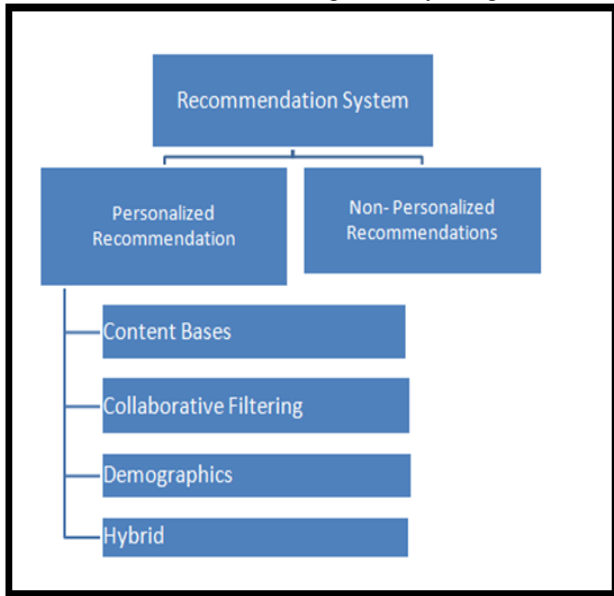 Recommendation System
Personalized
Recommendation
Non- Personalized
Recommendations
Content Bases
Collaborative Filtering
Demographics
Hybrid